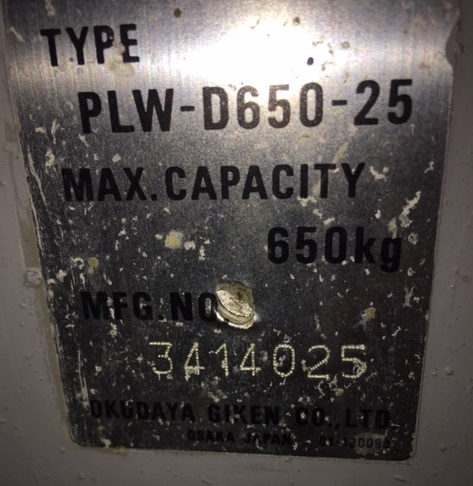 TYPE
PLW-D650-25
MAX.CAPACITY
650kg
MFG.NO
3414025
OKUDAYA GIKEN CO.,LTD.
OSAKA JAPAN